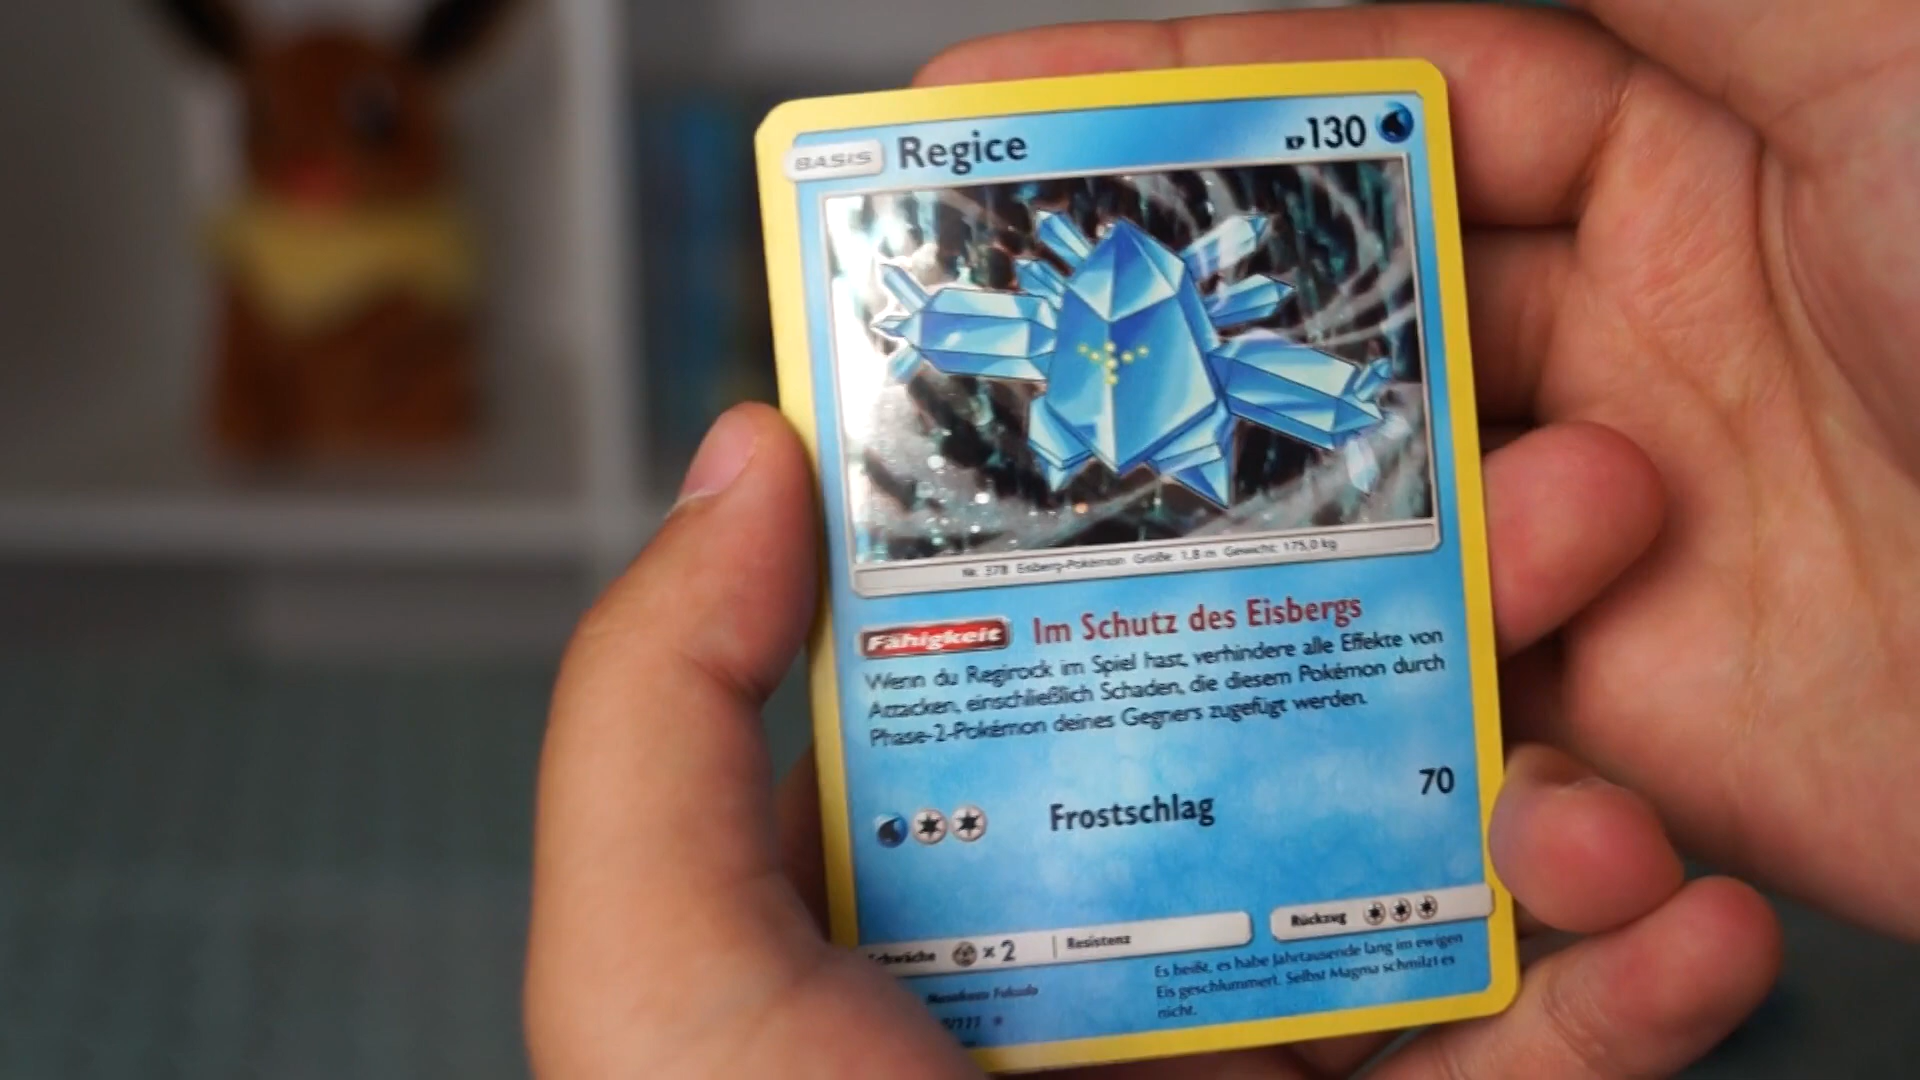 BASIS Regice KP 130
Nr. 378 Eisberg-Pokémon Größe: 1,8 m Gewicht: 175,0 kg
Fähigkeit Im Schutz des Eisbergs
Wenn du Regirock im Spiel hast, verhindere alle Effekte von
Attacken, einschließlich Schaden, die diesem Pokémon durch
Phase-2-Pokémon deines Gegners zugefügt werden.
Frostschlag 70
Schwäche x 2 Resistenz Rückzug
Es heißt, es habe Jahrtausende lang im ewigen
Eis geschlummert. Selbst Magma schmilzt es
nicht.